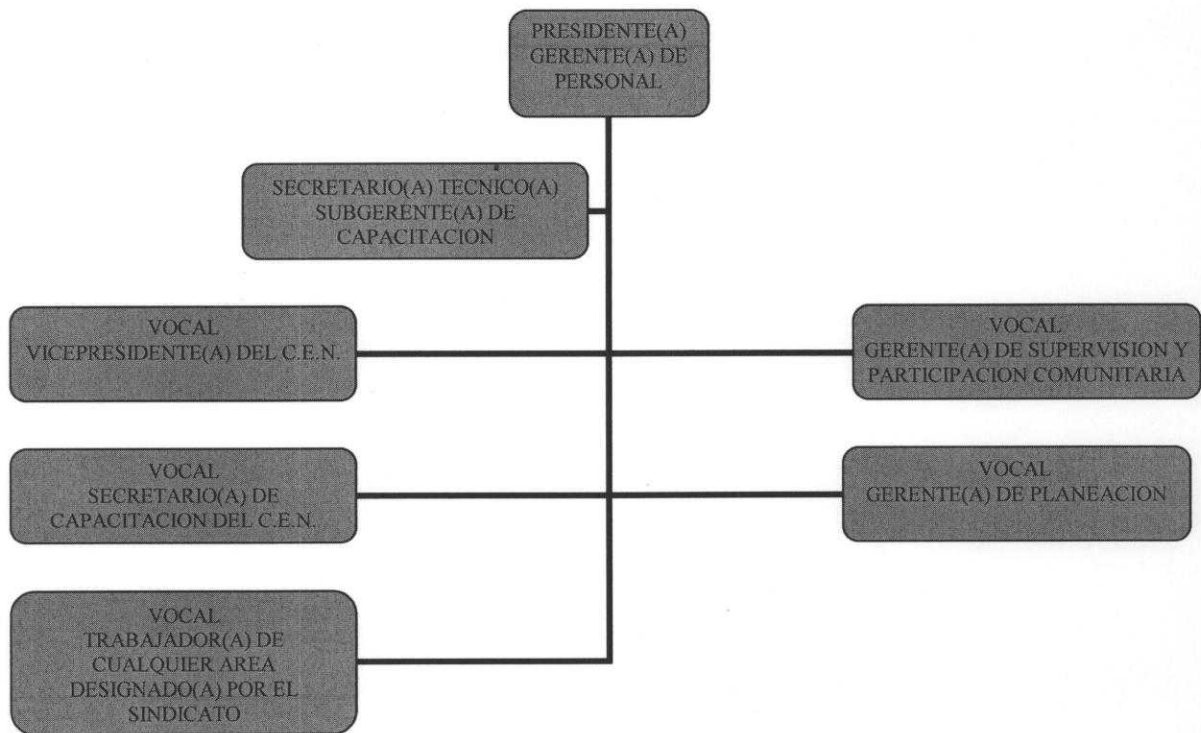 PRESIDENTE(A)
GERENTE(A) DE
PERSONAL
SECRETARIO(A) TECNICO(A)
SUBGERENTE(A) DE
CAPACITACION
VOCAL
VICEPRESIDENTE(A) DEL C.E.N.
VOCAL
GERENTE(A) DE SUPERVISION Y
PARTICIPACION COMUNITARIA
VOCAL
SECRETARIO(A) DE
CAPACITACION DEL C.E.N.
VOCAL
GERENTE(A) DE PLANEACION
VOCAL
TRABAJADOR(A) DE
CUALQUIER AREA
DESIGNADO(A) POR EL
SINDICATO